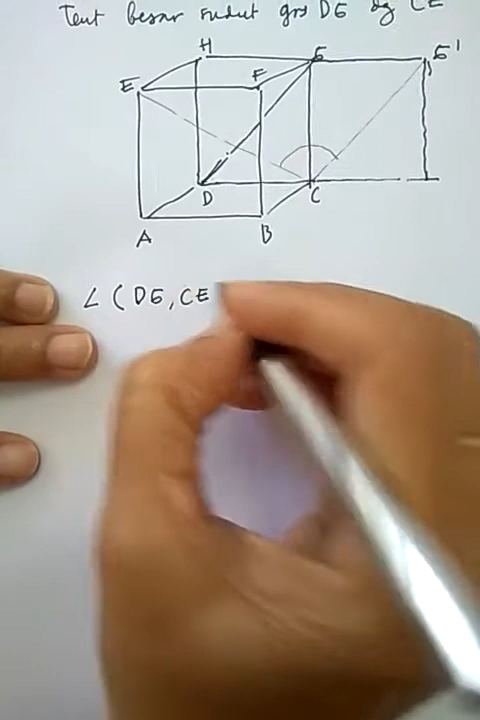 Tent besar sudut grs DG dg CE
H
G
G'
E
F
D
C
A
B
∠ (DG, CE